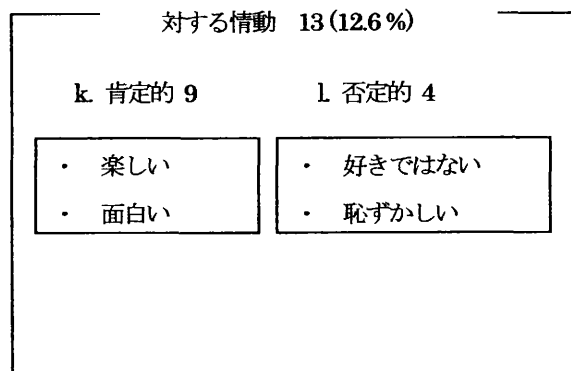 対する情動 13 (12.6%)
k. 肯定的 9
l. 否定的 4
・ 楽しい
・ 面白い
・ 好きではない
・ 恥ずかしい